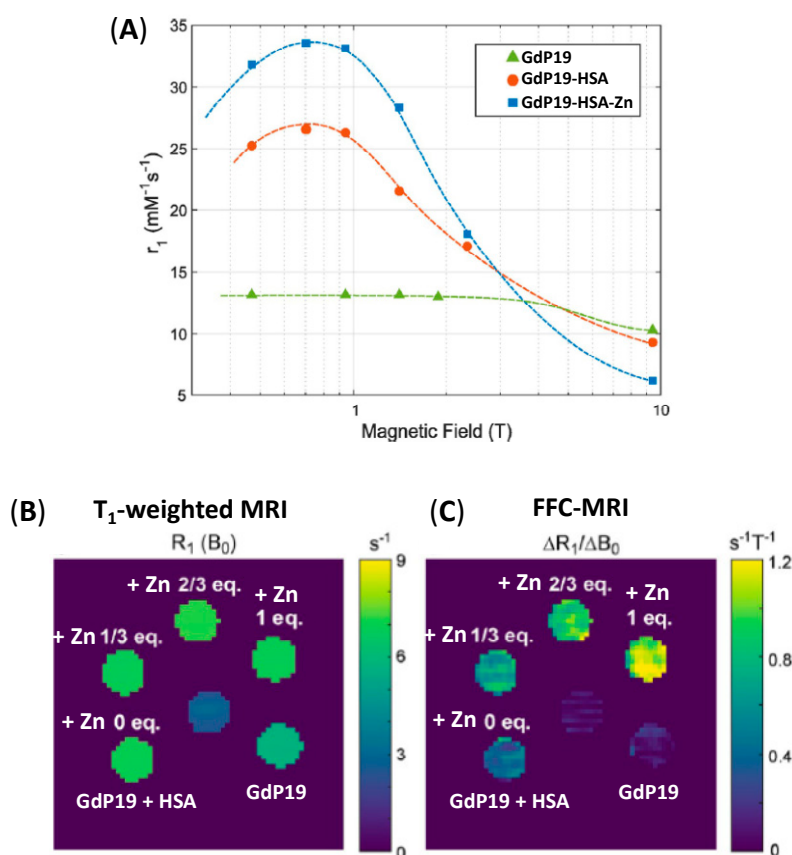 (A)
35
30
25
20
15
10
5
r₁ (mM⁻¹s⁻¹)
GdP19
GdP19-HSA
GdP19-HSA-Zn
1
10
Magnetic Field (T)
(B) T₁-weighted MRI
R₁ (B₀)
s⁻¹
9
6
3
0
+ Zn 2/3 eq.
+ Zn
1 eq.
+ Zn 1/3 eq.
+ Zn 0 eq.
GdP19 + HSA
GdP19
(C) FFC-MRI
ΔR₁/ΔB₀
s⁻¹T⁻¹
1.2
0.8
0.4
0
+ Zn 2/3 eq.
+ Zn
1 eq.
+ Zn 1/3 eq.
+ Zn 0 eq.
GdP19 + HSA
GdP19